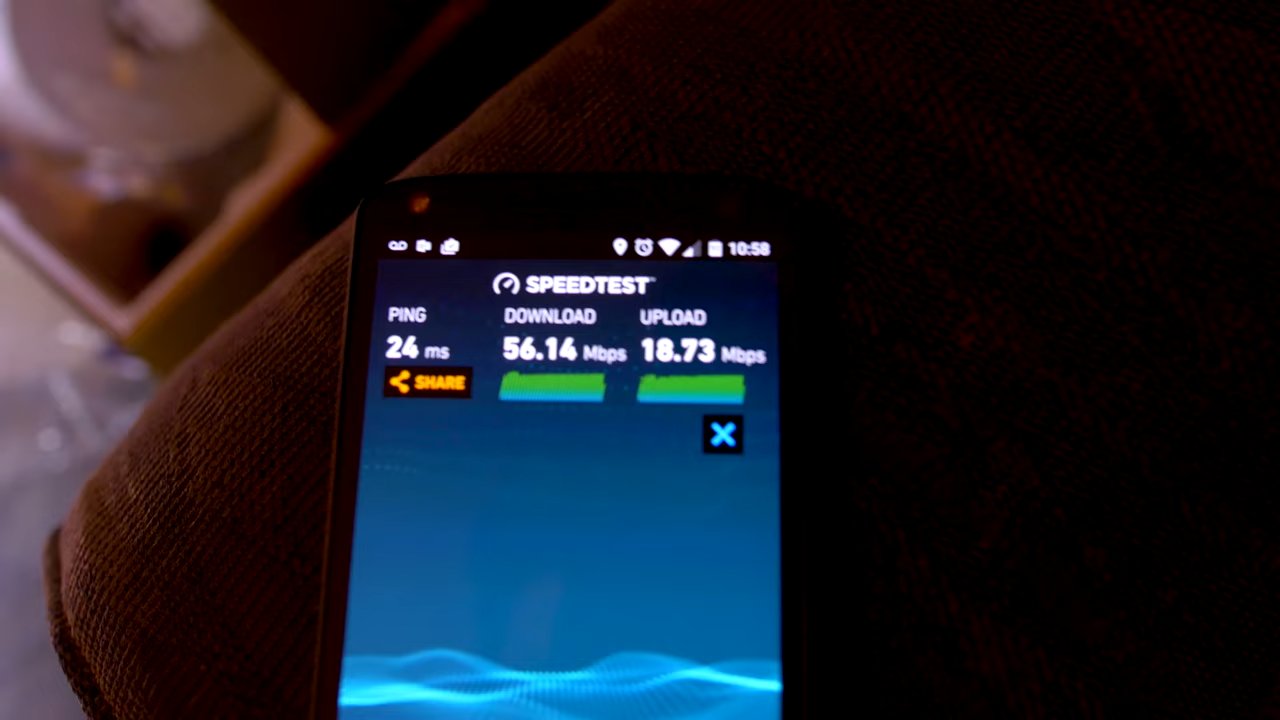 10:58
SPEEDTEST
PING DOWNLOAD UPLOAD
24 ms 56.14 Mbps 18.73 Mbps
SHARE